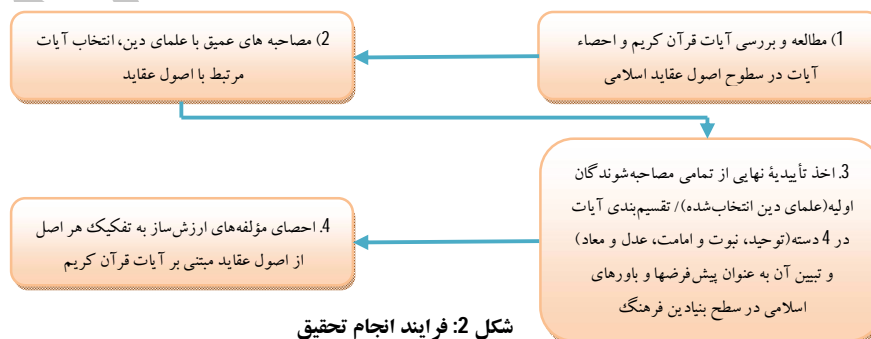 1) مطالعه و بررسی آیات قرآن کریم و احصاء
آیات در سطوح اصول عقاید اسلامی
2) مصاحبه های عمیق با علمای دین، انتخاب آیات
مرتبط با اصول عقاید
3. اخذ تأییدیۀ نهایی از تمامی مصاحبه‌شوندگان
اولیه(علمای دین انتخاب‌شده)/ تقسیم‌بندی آیات
در 4 دسته(توحید، نبوت و امامت، عدل و معاد)
و تبیین آن به عنوان پیش‌فرضها و باورهای
اسلامی در سطح بنیادین فرهنگ
4. احصای مؤلفه‌های ارزش‌ساز به تفکیک هر اصل
از اصول عقاید مبتنی بر آیات قرآن کریم
شکل 2: فرایند انجام تحقیق